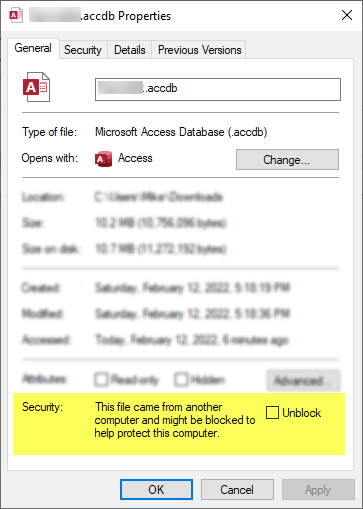 .accdb Properties
General Security Details Previous Versions
.accdb
Type of file: Microsoft Access Database (.accdb)
Opens with: Access Change...
Location: C:\Users\Mike\Downloads
Size: 10.2 MB (10,756,096 bytes)
Size on disk: 10.7 MB (11,272,192 bytes)
Created: Saturday, February 12, 2022, 5:18:19 PM
Modified: Saturday, February 12, 2022, 5:18:36 PM
Accessed: Today, February 12, 2022, 6 minutes ago
Attributes: Read-only Hidden Advanced...
Security: This file came from another
computer and might be blocked to
help protect this computer.
Unblock
OK Cancel Apply